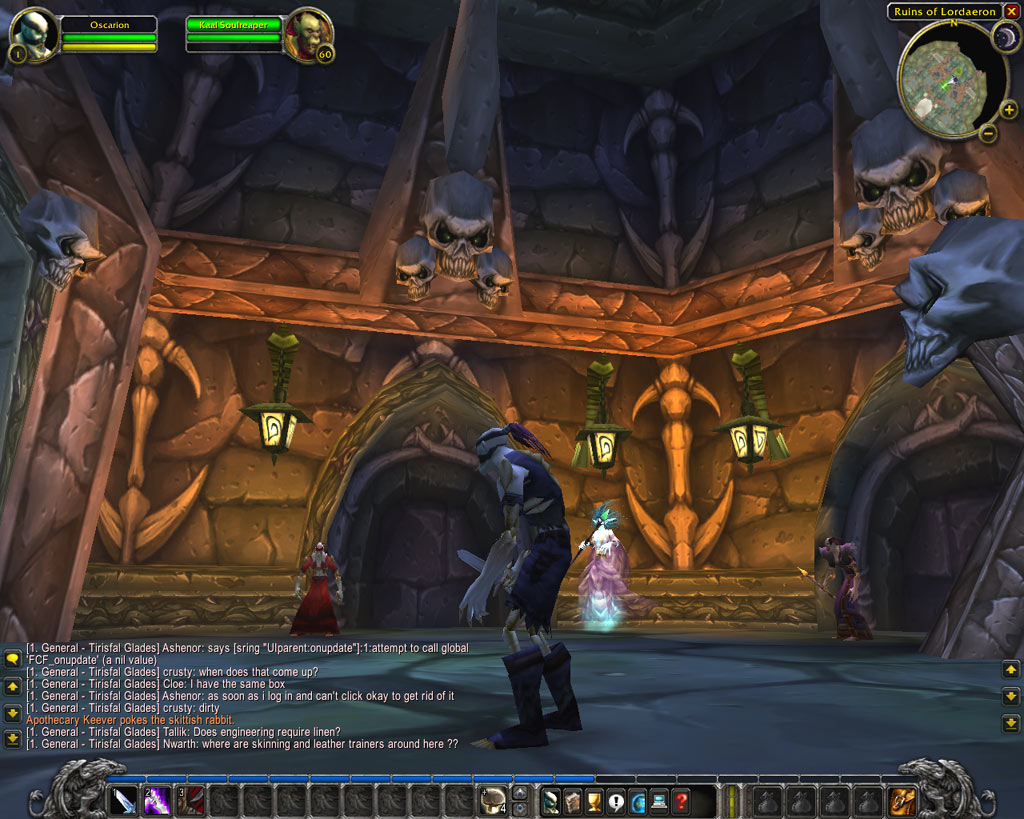 Oscarion
1
Kaal Soulreaper
60
Ruins of Lordaeron
N
[1. General - Tirisfal Glades] Ashenor: says [sring "UIparent:onupdate"]:1:attempt to call global
'FCF_onupdate' (a nil value)
[1. General - Tirisfal Glades] crusty: when does that come up?
[1. General - Tirisfal Glades] Cloe: I have the same box
[1. General - Tirisfal Glades] Ashenor: as soon as i log in and can't click okay to get rid of it
[1. General - Tirisfal Glades] crusty: dirty
Apothecary Keever pokes the skittish rabbit.
[1. General - Tirisfal Glades] Tallik: Does engineering require linen?
[1. General - Tirisfal Glades] Nwarth: where are skinning and leather trainers around here ??
1
2
3
4